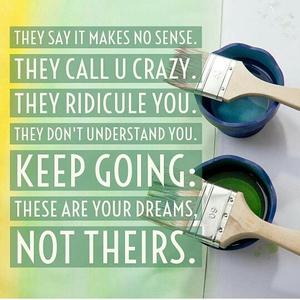 THEY SAY IT MAKES NO SENSE.
THEY CALL U CRAZY.
THEY RIDICULE YOU.
THEY DON'T UNDERSTAND YOU.
KEEP GOING:
THESE ARE YOUR DREAMS,
NOT THEIRS.
60